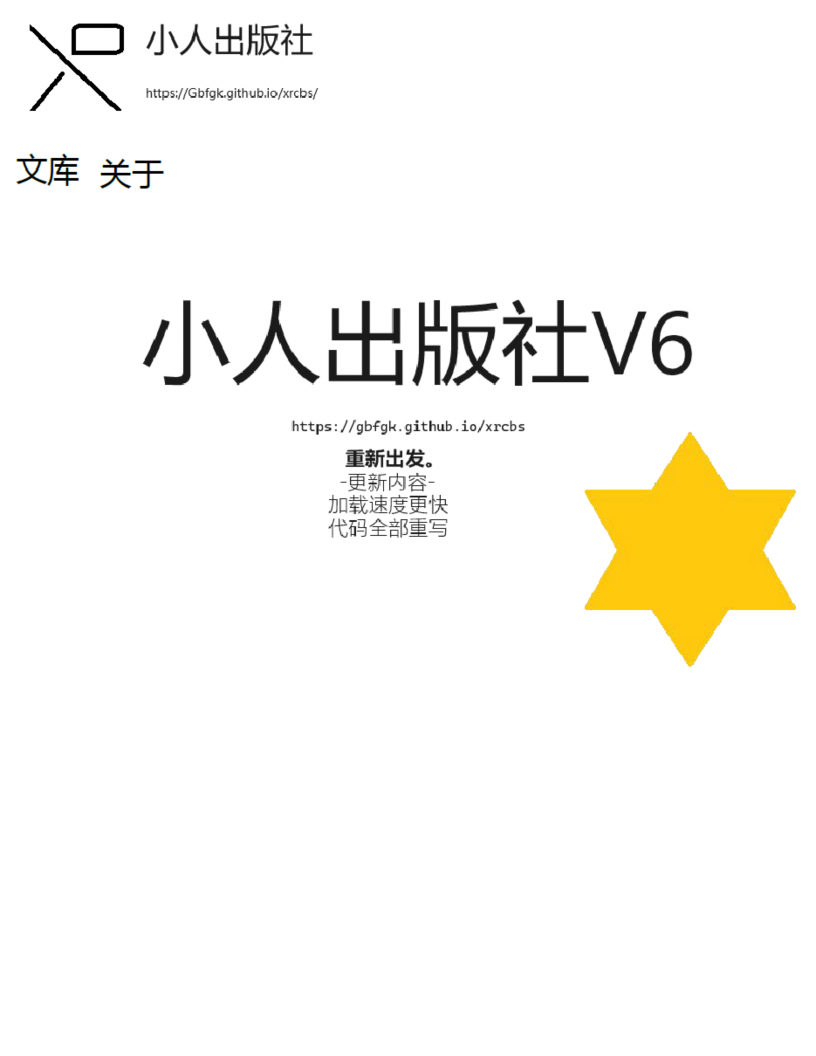 小人出版社
https://Gbfgk.github.io/xrcbs/
文库 关于
小人出版社V6
https://gbfgk.github.io/xrcbs
重新出发。
-更新内容-
加载速度更快
代码全部重写